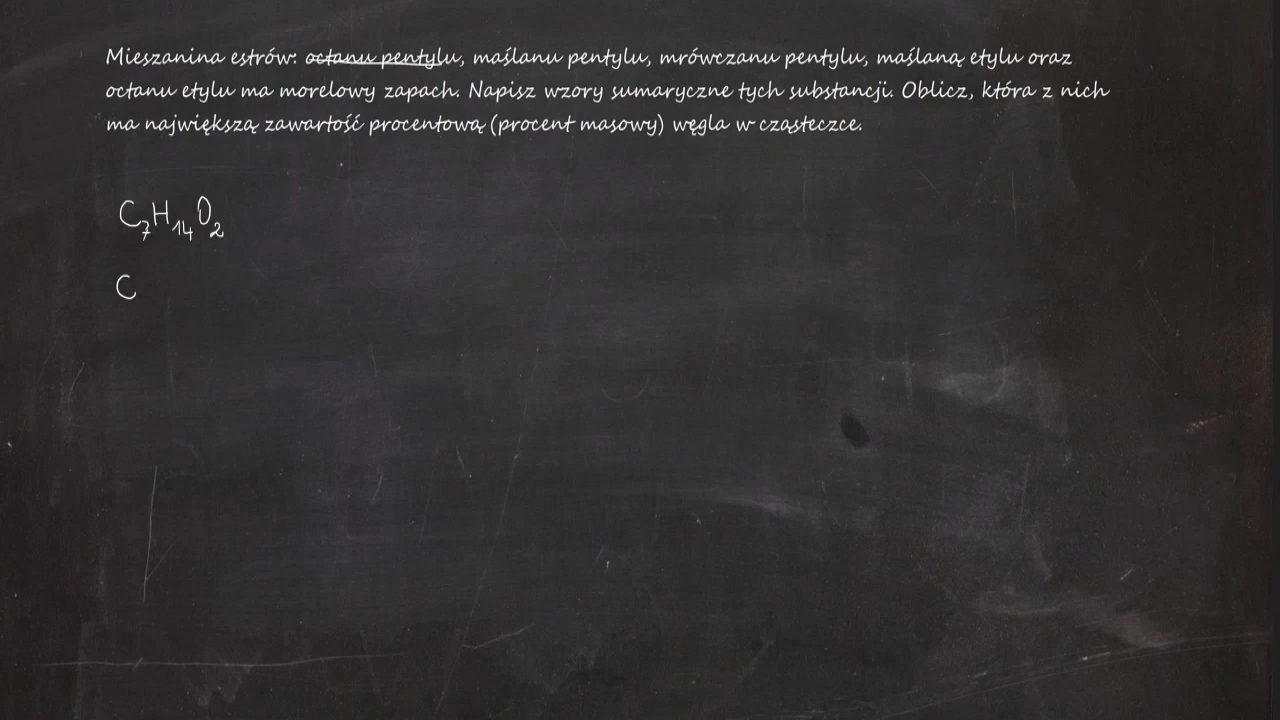 Mieszanina estrów: octanu pentylu, maślanu pentylu, mrówczanu pentylu, maślaną etylu oraz
octanu etylu ma morelowy zapach. Napisz wzory sumaryczne tych substancji. Oblicz, która z nich
ma największą zawartość procentową (procent masowy) węgla w cząsteczce.
C₇H₁₄O₂
C